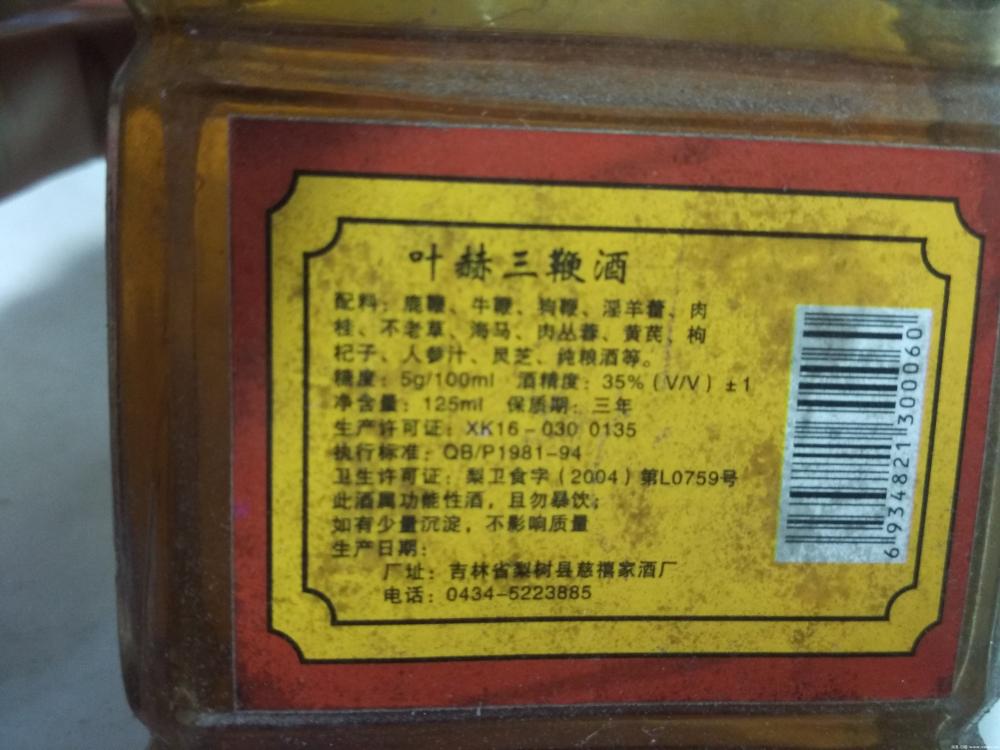 叶赫三鞭酒
配料：鹿鞭、牛鞭、狗鞭、淫羊藿、肉
桂、不老草、海马、肉丛蓉、黄芪、枸
杞子、人参汁、灵芝、纯粮酒等。
糖度：5g/100ml 酒精度：35%（V/V）±1
净含量：125ml 保质期：三年
生产许可证：XK16-030 0135
执行标准：QB/P1981-94
卫生许可证：梨卫食字（2004）第L0759号
此酒属功能性酒，且勿暴饮；
如有少量沉淀，不影响质量
生产日期：
厂址：吉林省梨树县慈禧家酒厂
电话：0434-5223885
6934821300060